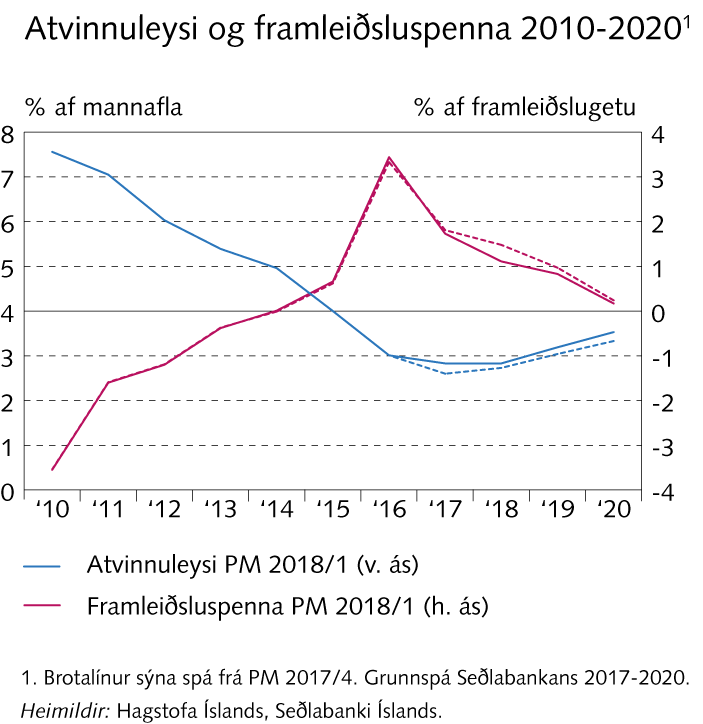 Atvinnuleysi og framleiðsluspenna 2010-2020¹
% af mannafla % af framleiðslugetu
8 4
7 3
6 2
5 1
4 0
3 -1
2 -2
1 -3
0 -4
‘10 ‘11 ‘12 ‘13 ‘14 ‘15 ‘16 ‘17 ‘18 ‘19 ‘20
Atvinnuleysi PM 2018/1 (v. ás)
Framleiðsluspenna PM 2018/1 (h. ás)
1. Brotalínur sýna spá frá PM 2017/4. Grunnspá Seðlabankans 2017-2020.
Heimildir: Hagstofa Íslands, Seðlabanki Íslands.